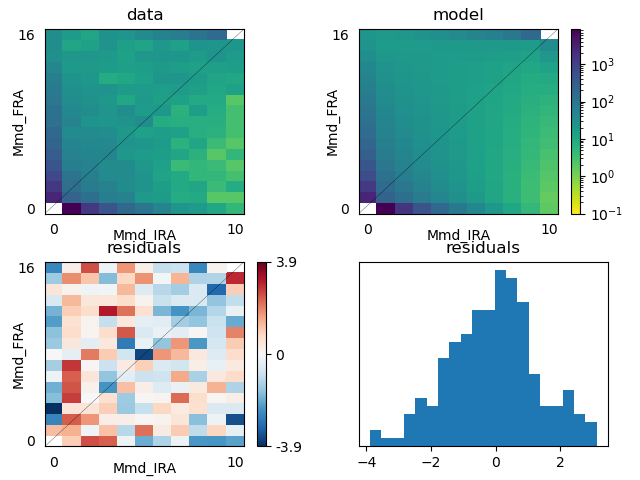 data
16
Mmd_FRA
0
0
Mmd_IRA
10
model
16
Mmd_FRA
0
0
Mmd_IRA
10
10³
10²
10¹
10⁰
10⁻¹
residuals
16
Mmd_FRA
0
0
Mmd_IRA
10
3.9
0
-3.9
residuals
−4
−2
0
2